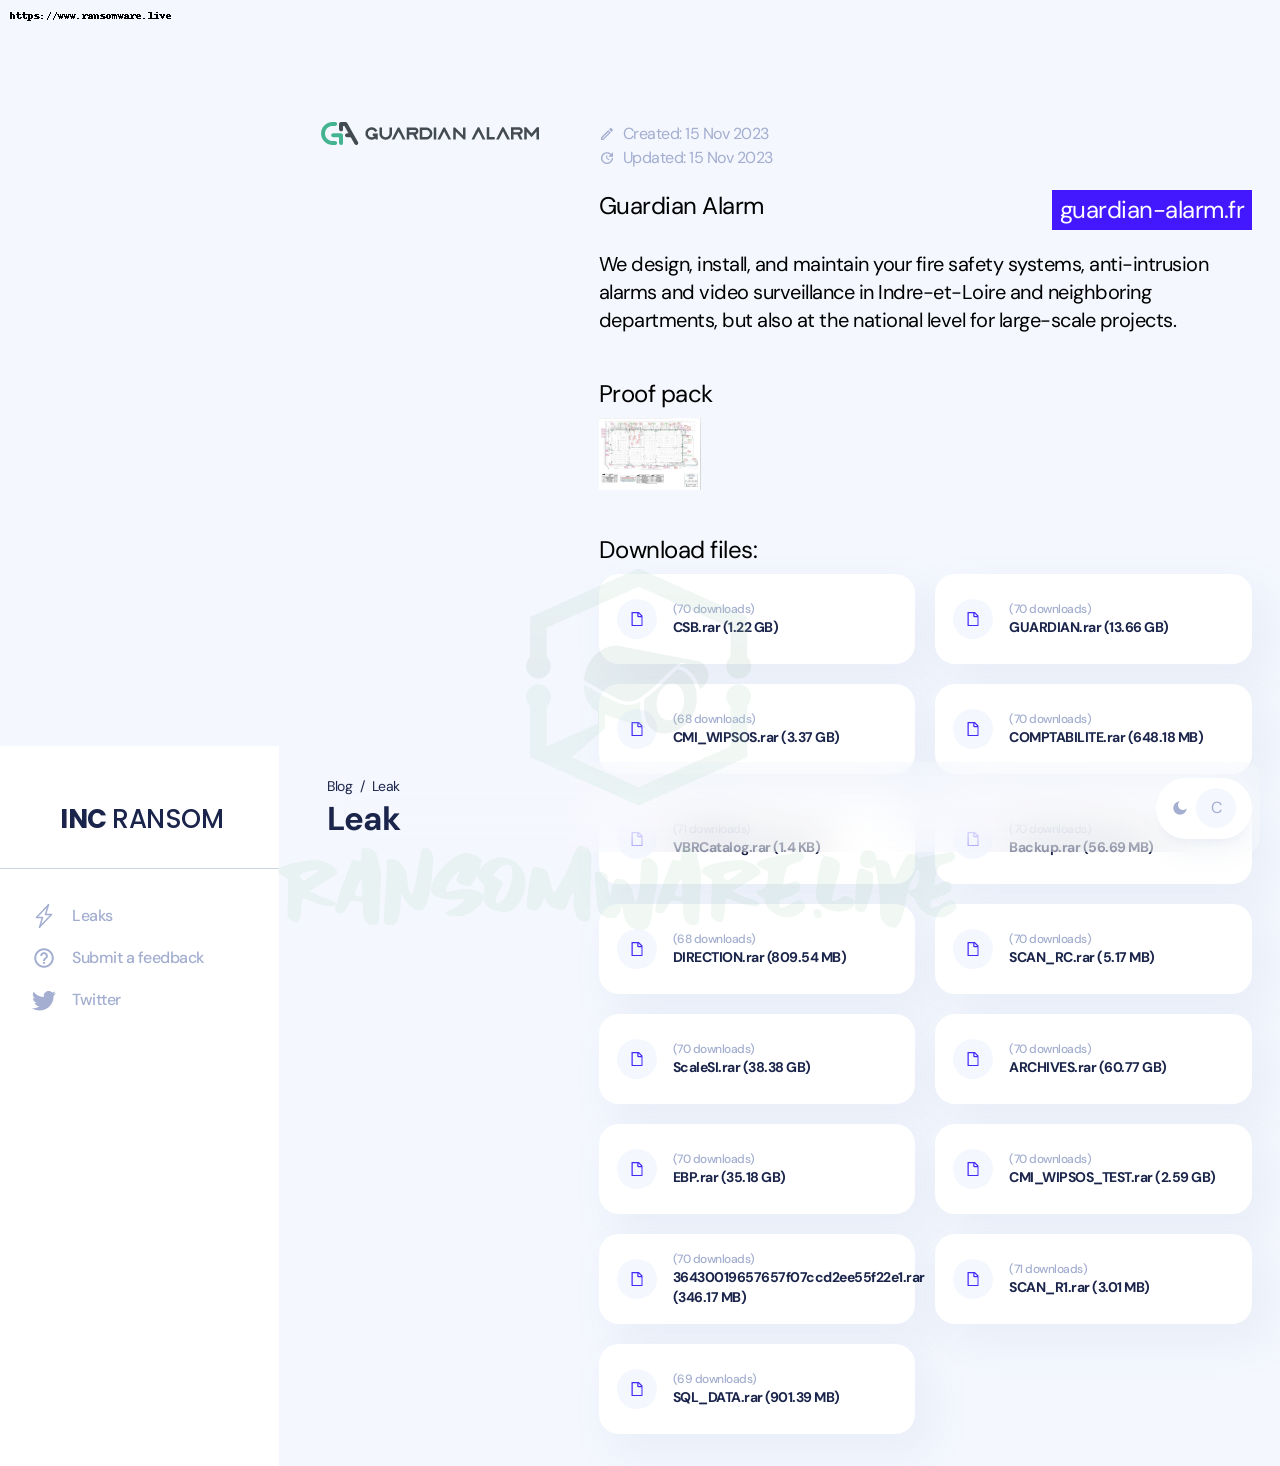 https://www.ransomware.live
GUARDIAN ALARM
Created: 15 Nov 2023
Updated: 15 Nov 2023
Guardian Alarm
guardian-alarm.fr
We design, install, and maintain your fire safety systems, anti-intrusion
alarms and video surveillance in Indre-et-Loire and neighboring
departments, but also at the national level for large-scale projects.
Proof pack
Download files:
(70 downloads)
CSB.rar (1.22 GB)
(70 downloads)
GUARDIAN.rar (13.66 GB)
(68 downloads)
CMI_WIPSOS.rar (3.37 GB)
(70 downloads)
COMPTABILITE.rar (648.18 MB)
INC RANSOM
Blog / Leak
Leak
C
(71 downloads)
VBRCatalog.rar (1.4 KB)
(70 downloads)
Backup.rar (56.69 MB)
RANSOMWARE.LIVE
Leaks
Submit a feedback
Twitter
(68 downloads)
DIRECTION.rar (809.54 MB)
(70 downloads)
SCAN_RC.rar (5.17 MB)
(70 downloads)
ScaleSI.rar (38.38 GB)
(70 downloads)
ARCHIVES.rar (60.77 GB)
(70 downloads)
EBP.rar (35.18 GB)
(70 downloads)
CMI_WIPSOS_TEST.rar (2.59 GB)
(70 downloads)
36430019657657f07ccd2ee55f22e1.rar
(346.17 MB)
(71 downloads)
SCAN_R1.rar (3.01 MB)
(69 downloads)
SQL_DATA.rar (901.39 MB)